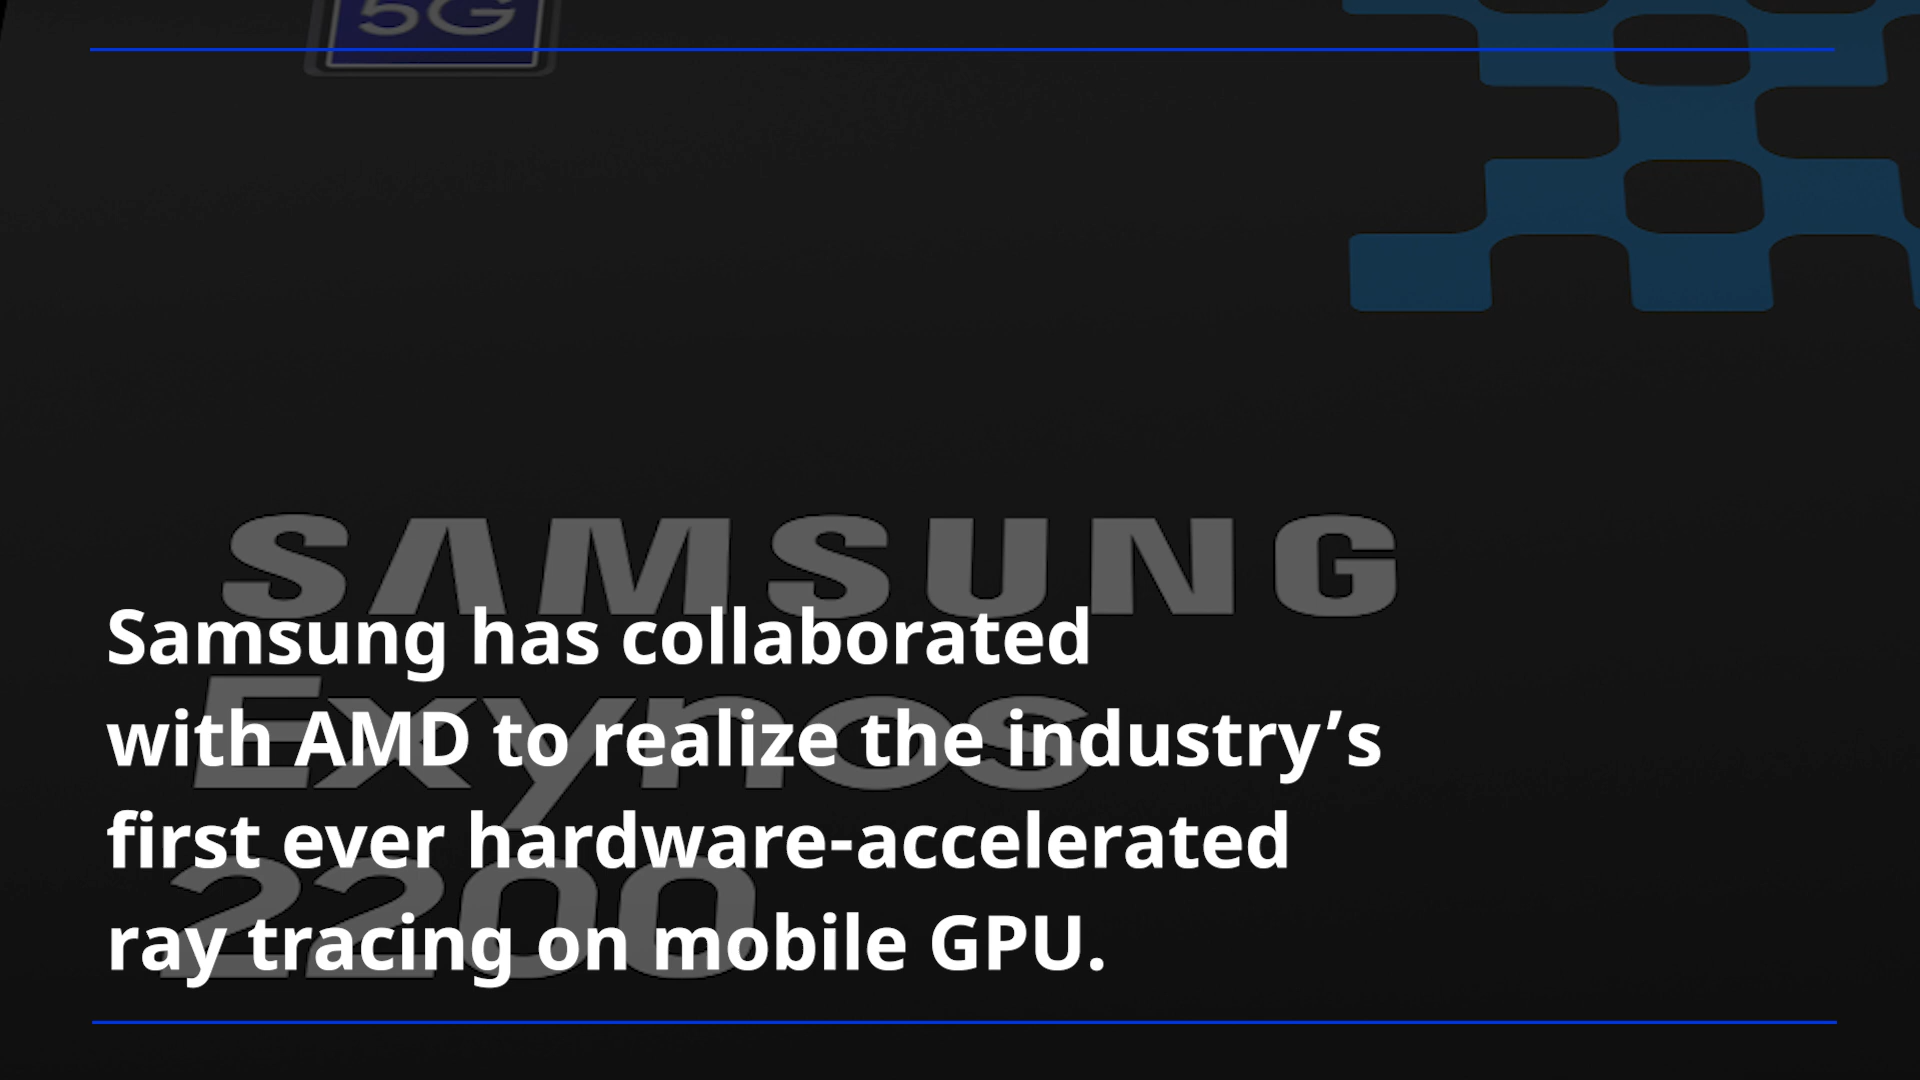 5G
SAMSUNG
Exynos
2200
Samsung has collaborated
with AMD to realize the industry’s
first ever hardware-accelerated
ray tracing on mobile GPU.